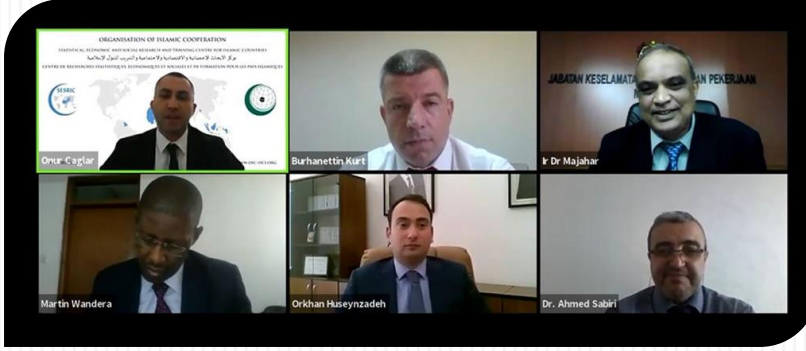 ORGANISATION OF ISLAMIC COOPERATION
STATISTICAL, ECONOMIC AND SOCIAL RESEARCH AND TRAINING CENTRE FOR ISLAMIC COUNTRIES
مركز الأبحاث الإحصائية والاقتصادية والاجتماعية والتدريب للدول الإسلامية
CENTRE DE RECHERCHES STATISTIQUES, ECONOMIQUES ET SOCIALES ET DE FORMATION POUR LES PAYS ISLAMIQUES
SESRIC
Onur Caglar
Burhanettin Kurt
JABATAN KESELAMATA AN PEKERJAAN
Ir Dr Majahar
Martin Wandera
Orkhan Huseynzadeh
Dr. Ahmed Sabiri